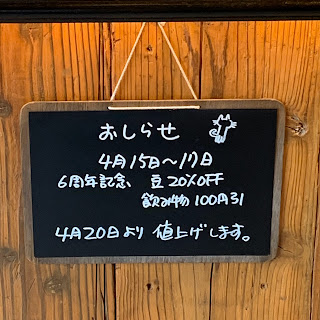 おしらせ
4月15日～17日
6周年記念 豆20%OFF
飲み物100円引
4月20日より 値上げします。